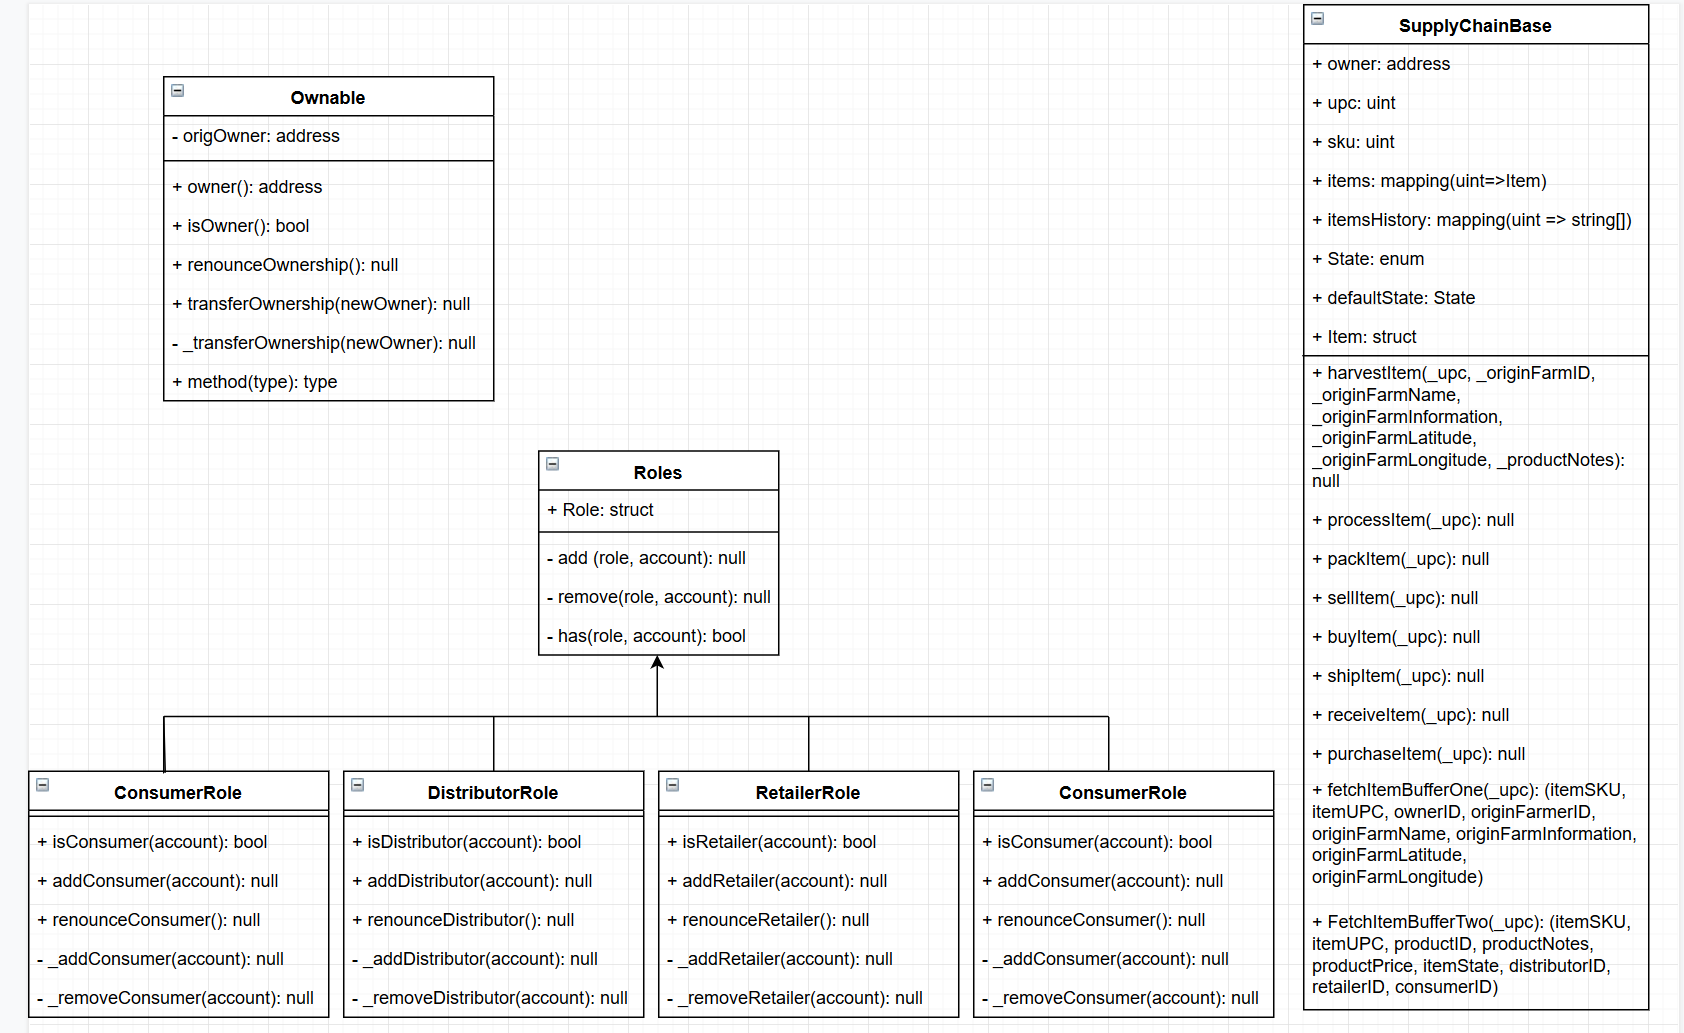 Ownable
- origOwner: address
+ owner(): address
+ isOwner(): bool
+ renounceOwnership(): null
+ transferOwnership(newOwner): null
- _transferOwnership(newOwner): null
+ method(type): type
Roles
+ Role: struct
- add (role, account): null
- remove(role, account): null
- has(role, account): bool
ConsumerRole
+ isConsumer(account): bool
+ addConsumer(account): null
+ renounceConsumer(): null
- _addConsumer(account): null
- _removeConsumer(account): null
DistributorRole
+ isDistributor(account): bool
+ addDistributor(account): null
+ renounceDistributor(): null
- _addDistributor(account): null
- _removeDistributor(account): null
RetailerRole
+ isRetailer(account): bool
+ addRetailer(account): null
+ renounceRetailer(): null
- _addRetailer(account): null
- _removeRetailer(account): null
ConsumerRole
+ isConsumer(account): bool
+ addConsumer(account): null
+ renounceConsumer(): null
- _addConsumer(account): null
- _removeConsumer(account): null
SupplyChainBase
+ owner: address
+ upc: uint
+ sku: uint
+ items: mapping(uint=>Item)
+ itemsHistory: mapping(uint => string[])
+ State: enum
+ defaultState: State
+ Item: struct
+ harvestItem(_upc, _originFarmID,
_originFarmName,
_originFarmInformation,
_originFarmLatitude,
_originFarmLongitude, _productNotes):
null
+ processItem(_upc): null
+ packItem(_upc): null
+ sellItem(_upc): null
+ buyItem(_upc): null
+ shipItem(_upc): null
+ receiveItem(_upc): null
+ purchaseItem(_upc): null
+ fetchItemBufferOne(_upc): (itemSKU,
itemUPC, ownerID, originFarmerID,
originFarmName, originFarmInformation,
originFarmLatitude,
originFarmLongitude)
+ FetchItemBufferTwo(_upc): (itemSKU,
itemUPC, productID, productNotes,
productPrice, itemState, distributorID,
retailerID, consumerID)